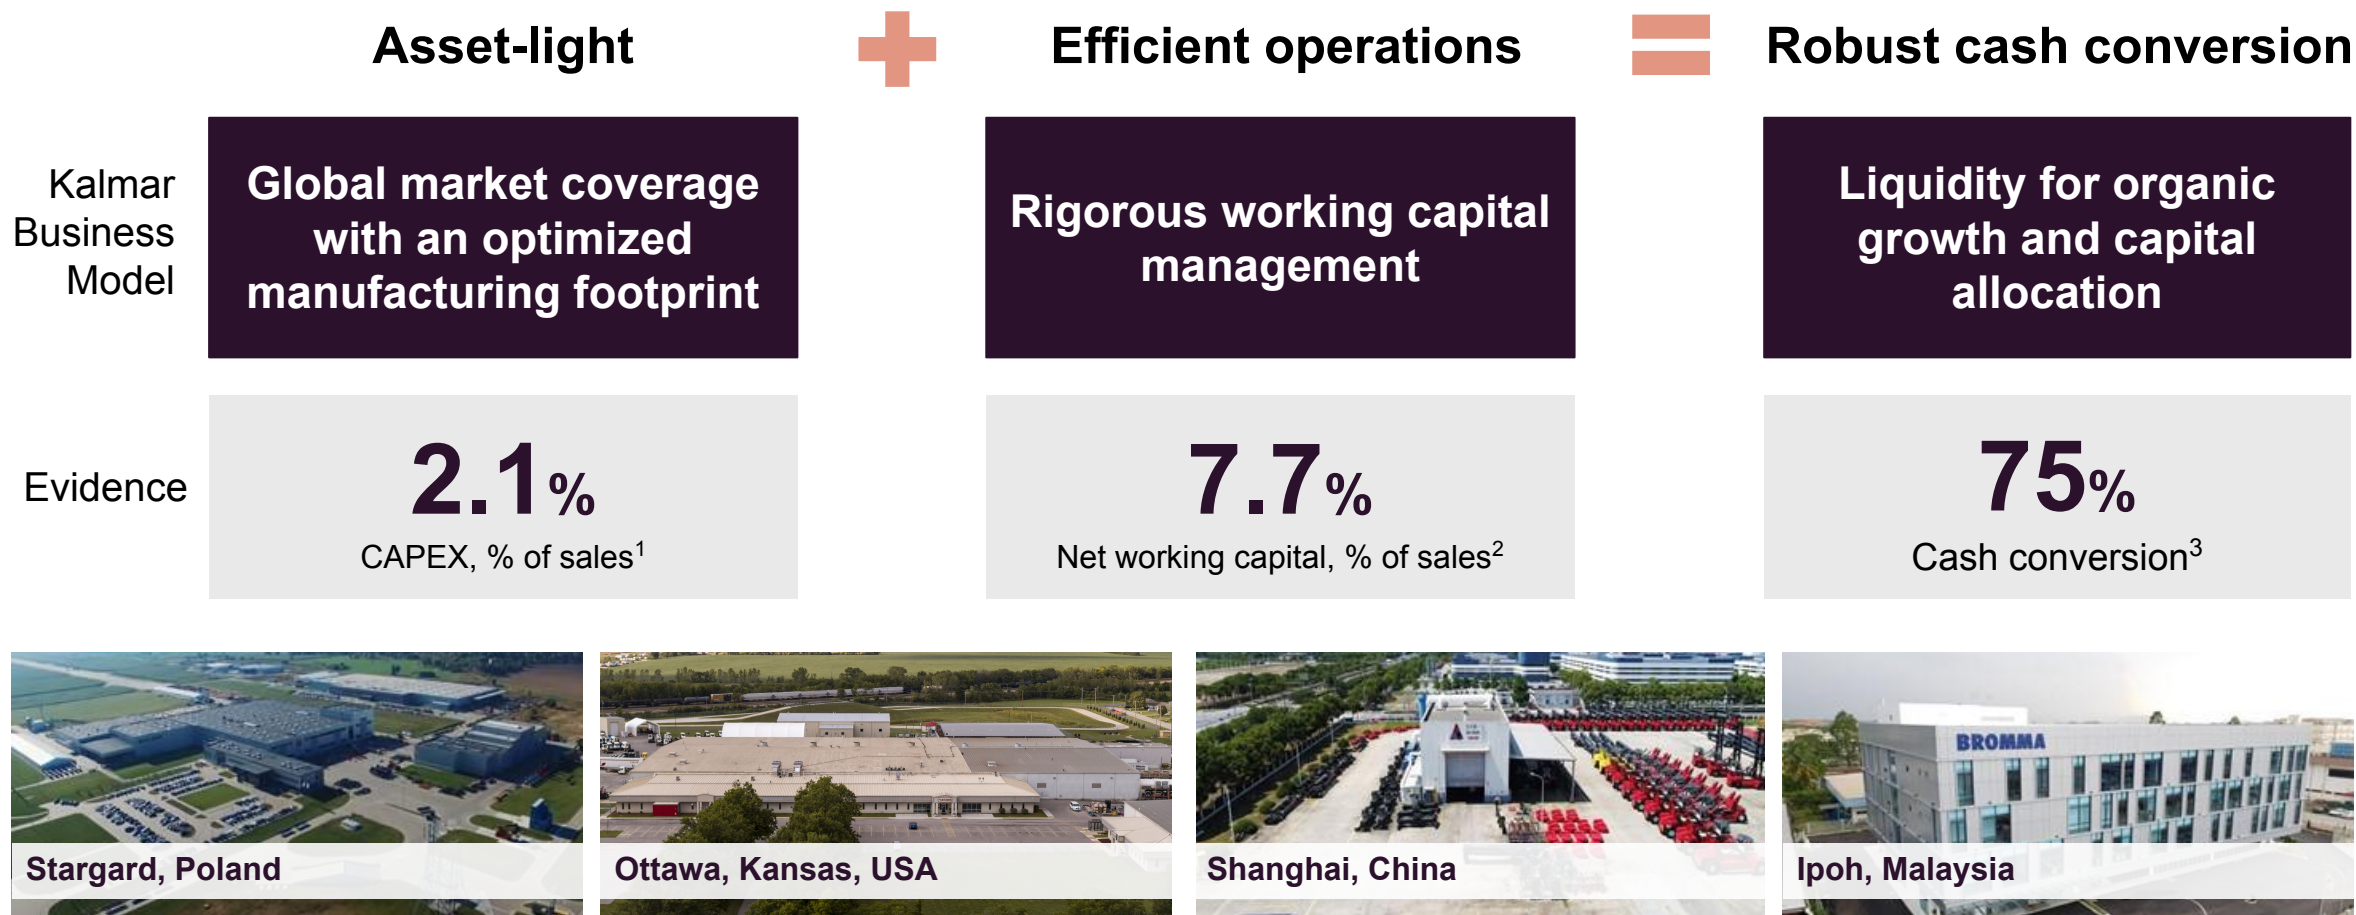 Asset-light
Efficient operations
Robust cash conversion
Kalmar
Business
Model
Global market coverage
with an optimized
manufacturing footprint
Rigorous working capital
management
Liquidity for organic
growth and capital
allocation
Evidence
2.1%
CAPEX, % of sales1
7.7%
Net working capital, % of sales2
75%
Cash conversion3
BROMMA
Stargard, Poland
Ottawa, Kansas, USA
Shanghai, China
Ipoh, Malaysia